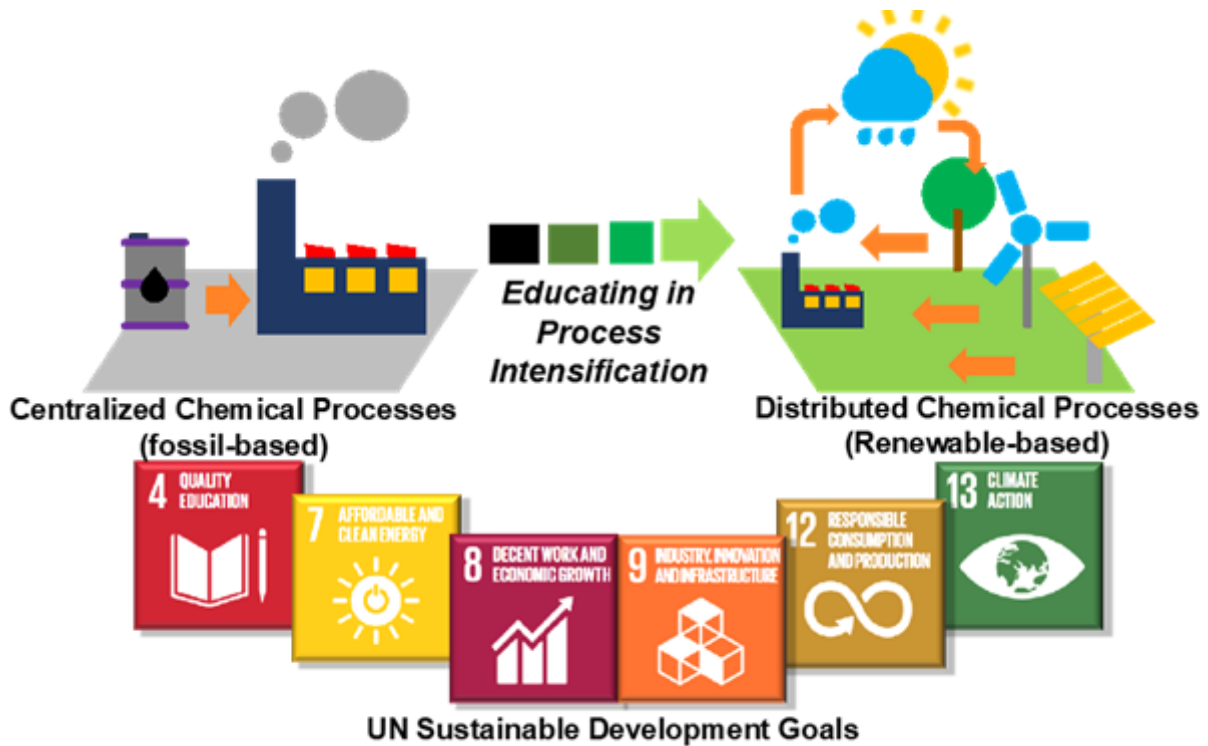 Educating in
Process
Intensification
Centralized Chemical Processes
(fossil-based)
Distributed Chemical Processes
(Renewable-based)
4 QUALITY
EDUCATION
7 AFFORDABLE AND
CLEAN ENERGY
8 DECENT WORK AND
ECONOMIC GROWTH
9 INDUSTRY, INNOVATION
AND INFRASTRUCTURE
12 RESPONSIBLE
CONSUMPTION
AND PRODUCTION
13 CLIMATE
ACTION
UN Sustainable Development Goals